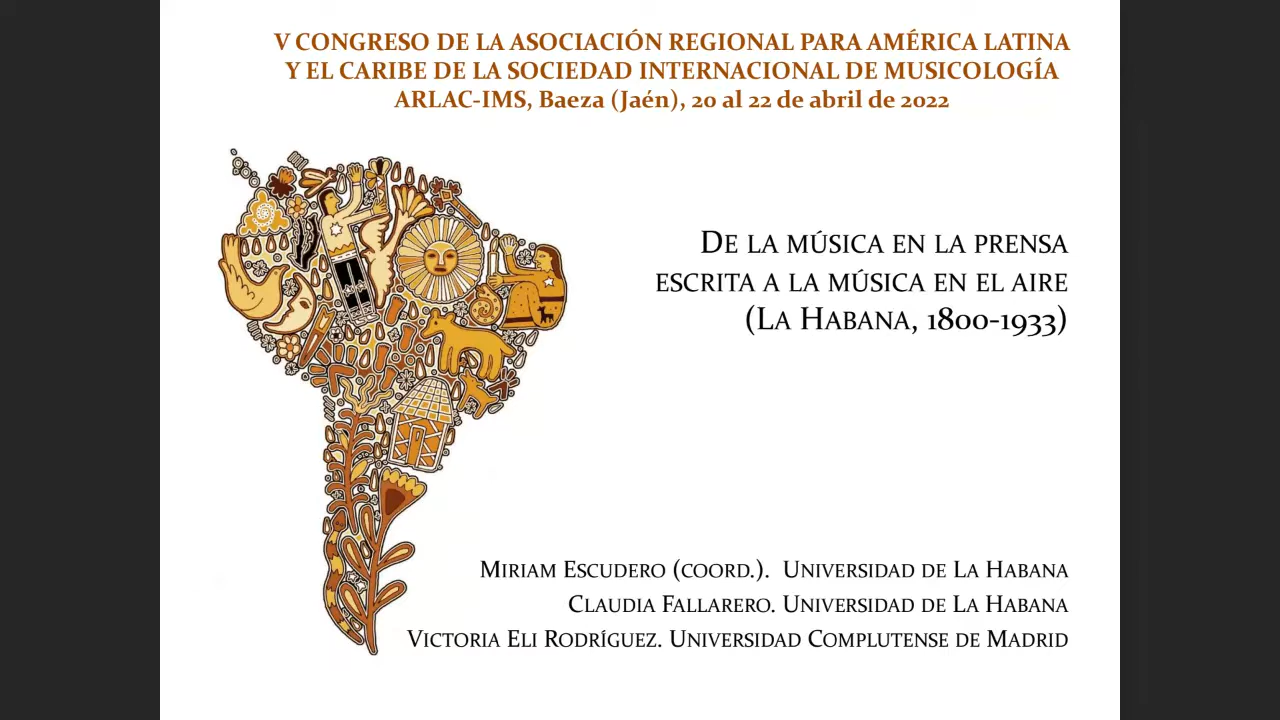 V CONGRESO DE LA ASOCIACIÓN REGIONAL PARA AMÉRICA LATINA
Y EL CARIBE DE LA SOCIEDAD INTERNACIONAL DE MUSICOLOGÍA
ARLAC-IMS, Baeza (Jaén), 20 al 22 de abril de 2022
DE LA MÚSICA EN LA PRENSA
ESCRITA A LA MÚSICA EN EL AIRE
(LA HABANA, 1800-1933)
MIRIAM ESCUDERO (COORD.). UNIVERSIDAD DE LA HABANA
CLAUDIA FALLARERO. UNIVERSIDAD DE LA HABANA
VICTORIA ELI RODRÍGUEZ. UNIVERSIDAD COMPLUTENSE DE MADRID